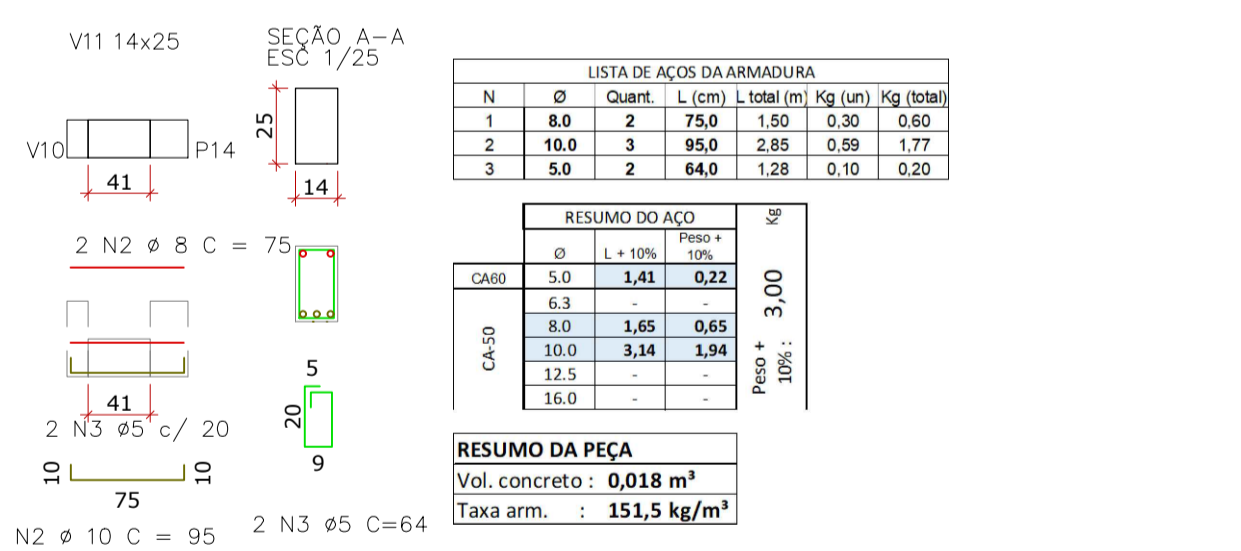 V11 14x25
SEÇÃO A-A
ESC 1/25
25
V10
P14
41
14
2 N2 ø 8 C = 75
41
2 N3 ø5 c/ 20
10
10
75
N2 ø 10 C = 95
5
20
9
2 N3 ø5 C=64
LISTA DE AÇOS DA ARMADURA
N Ø Quant. L (cm) L total (m) Kg (un) Kg (total)
1 8.0 2 75,0 1,50 0,30 0,60
2 10.0 3 95,0 2,85 0,59 1,77
3 5.0 2 64,0 1,28 0,10 0,20
RESUMO DO AÇO
Ø L + 10% Peso + 10%
CA60 5.0 1,41 0,22
CA-50
6.3 - -
8.0 1,65 0,65
10.0 3,14 1,94
12.5 - -
16.0 - -
Peso + 10% : 3,00 Kg
RESUMO DA PEÇA
Vol. concreto : 0,018 m³
Taxa arm. : 151,5 kg/m³